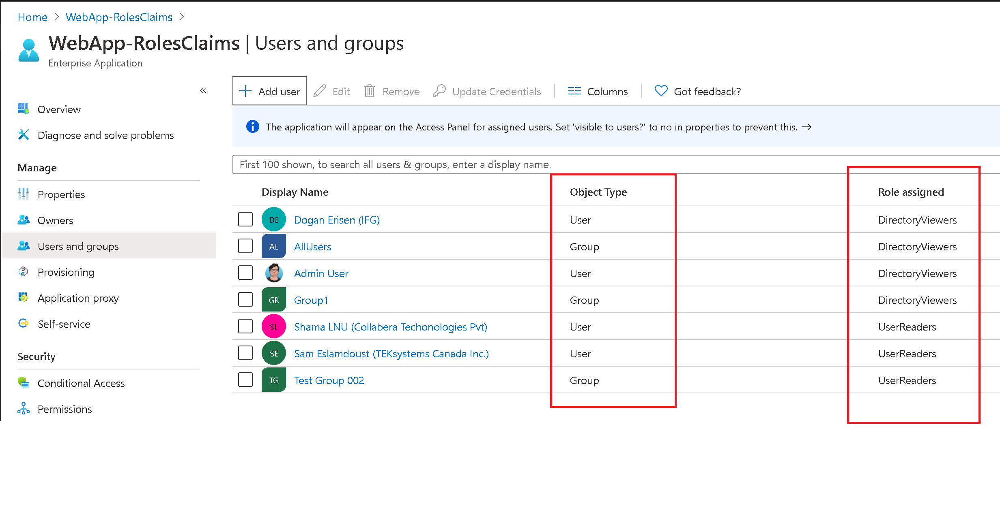 Home > WebApp-RolesClaims >
WebApp-RolesClaims | Users and groups
Enterprise Application
«
Overview
Diagnose and solve problems
Manage
Properties
Owners
Users and groups
Provisioning
Application proxy
Self-service
Security
Conditional Access
Permissions
+ Add user Edit Remove Update Credentials | Columns | Got feedback?
The application will appear on the Access Panel for assigned users. Set 'visible to users?' to no in properties to prevent this. →
First 100 shown, to search all users & groups, enter a display name.
Display Name Object Type Role assigned
DE Dogan Erisen (IFG) User DirectoryViewers
AL AllUsers Group DirectoryViewers
Admin User User DirectoryViewers
GR Group1 Group DirectoryViewers
SL Shama LNU (Collabera Techonologies Pvt) User UserReaders
SE Sam Eslamdoust (TEKsystems Canada Inc.) User UserReaders
TG Test Group 002 Group UserReaders